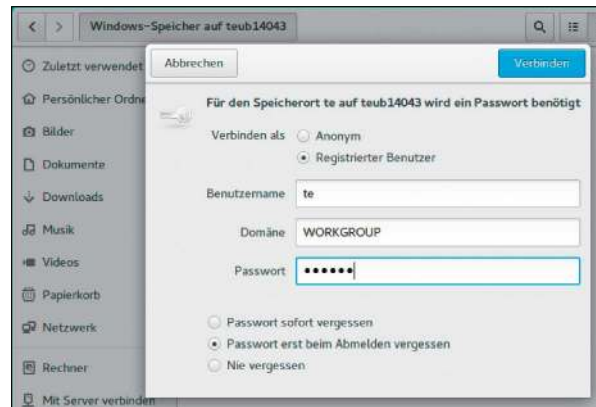 Windows-Speicher auf teub14043
Zuletzt verwendet
Persönlicher Ordne
Bilder
Dokumente
Downloads
Musik
Videos
Papierkorb
Netzwerk
Rechner
Mit Server verbinden
Abbrechen
Verbinden
Für den Speicherort te auf teub14043 wird ein Passwort benötigt
Verbinden als
Anonym
Registrierter Benutzer
Benutzername te
Domäne WORKGROUP
Passwort ••••••
Passwort sofort vergessen
Passwort erst beim Abmelden vergessen
Nie vergessen